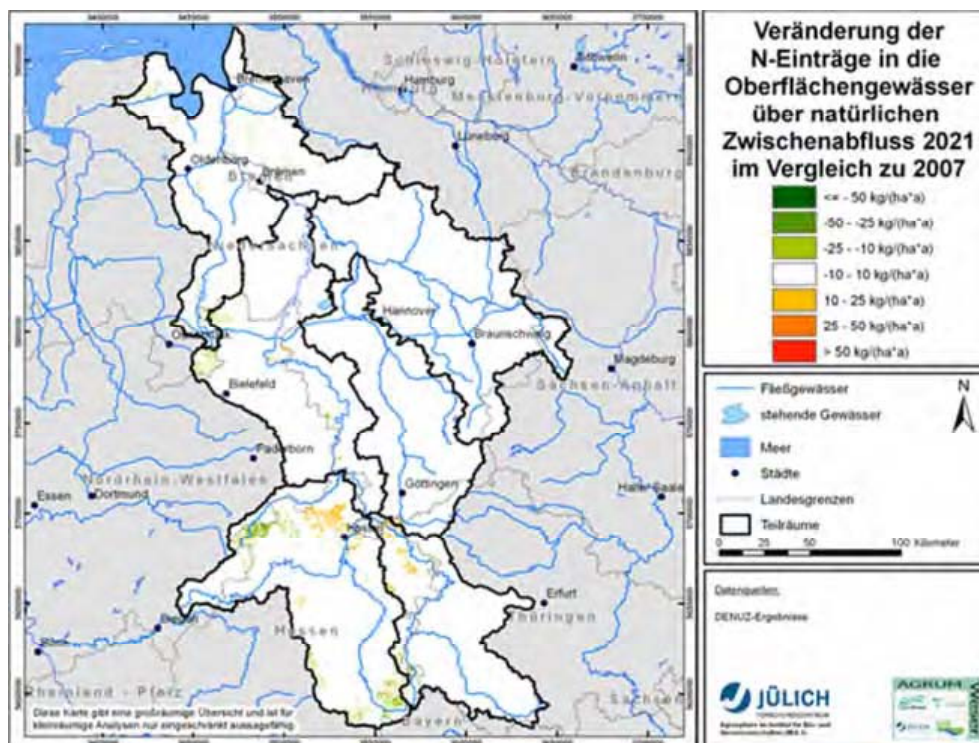 Veränderung der
N-Einträge in die
Oberflächengewässer
über natürlichen
Zwischenabfluss 2021
im Vergleich zu 2007
<= - 50 kg/(ha*a)
-50 - -25 kg/(ha*a)
-25 - -10 kg/(ha*a)
-10 - 10 kg/(ha*a)
10 - 25 kg/(ha*a)
25 - 50 kg/(ha*a)
> 50 kg/(ha*a)
Fließgewässer
N
stehende Gewässer
Meer
Städte
Landesgrenzen
Teilräume
0 25 50 100 Kilometer
Datenquellen:
DENUZ-Ergebnisse
JÜLICH
FORSCHUNGSZENTRUM
AGRUM
Schwerin
Schleswig-Holstein
Hamburg
Mecklenburg-Vorpommern
Bremerhaven
Lüneburg
Oldenburg
Bremen
Brandenburg
Niedersachsen
Hannover
Braunschweig
Magdeburg
Sachsen-Anhalt
Bielefeld
Paderborn
Nordrhein-Westfalen
Göttingen
Halle/Saale
Essen
Dortmund
Erfurt
Thüringen
Siegen
Hessen
Rheinland - Pfalz
Bayern
Sachsen
Diese Karte gibt eine großräumige Übersicht und ist für
kleinräumige Analysen nur eingeschränkt aussagefähig.